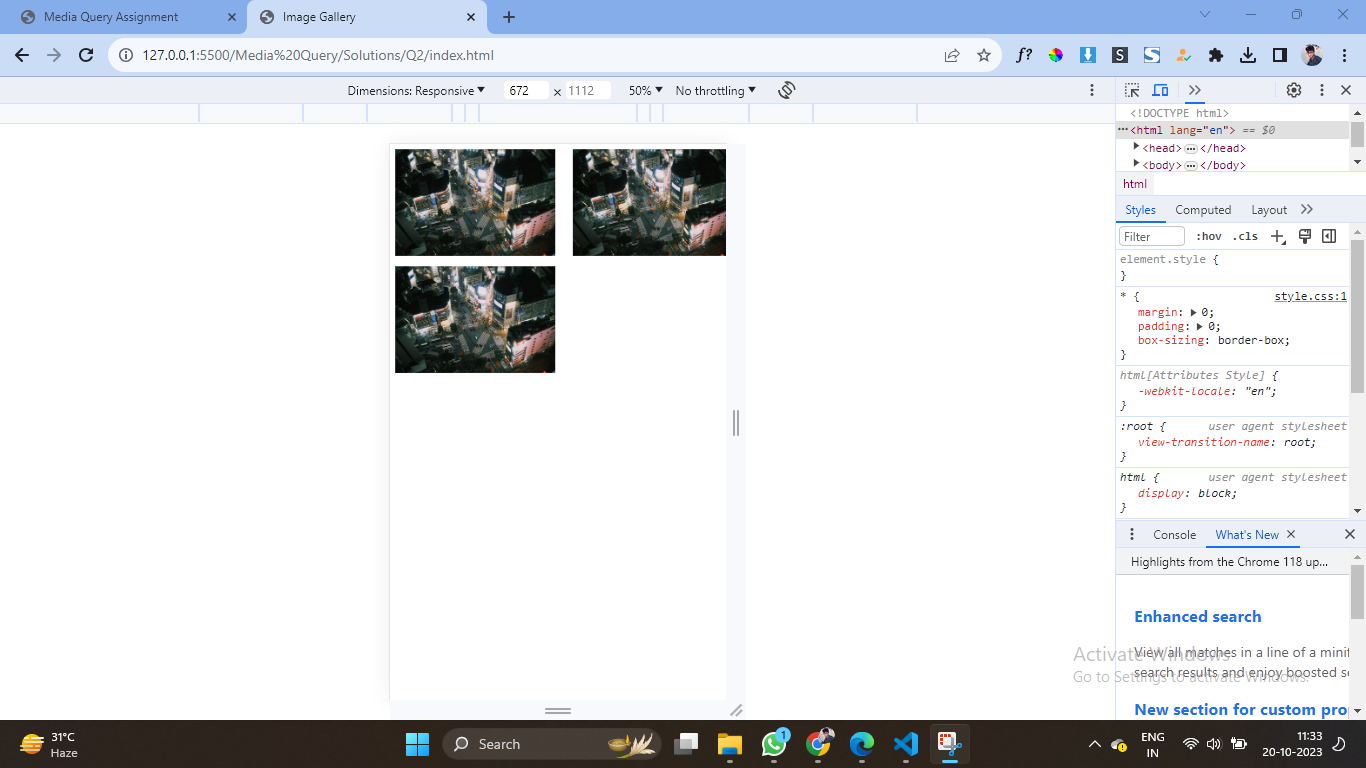 Media Query Assignment
Image Gallery
127.0.0.1:5500/Media%20Query/Solutions/Q2/index.html
f?
S
Dimensions: Responsive 672 × 1112 50% No throttling
<!DOCTYPE html>
<html lang="en"> == $0
<head> ••• </head>
<body> ••• </body>
html
Styles Computed Layout
Filter :hov .cls
element.style {
}
* { style.css:1
margin: 0;
padding: 0;
box-sizing: border-box;
}
html[Attributes Style] {
-webkit-locale: "en";
}
:root { user agent stylesheet
view-transition-name: root;
}
html { user agent stylesheet
display: block;
}
Console What's New
Highlights from the Chrome 118 up...
Enhanced search
View all matches in a line of a minif
search results and enjoy boosted se
New section for custom pro
Activate Windows
Go to Settings to activate Windows.
31°C
Haze
Search
1
ENG
IN
11:33
20-10-2023